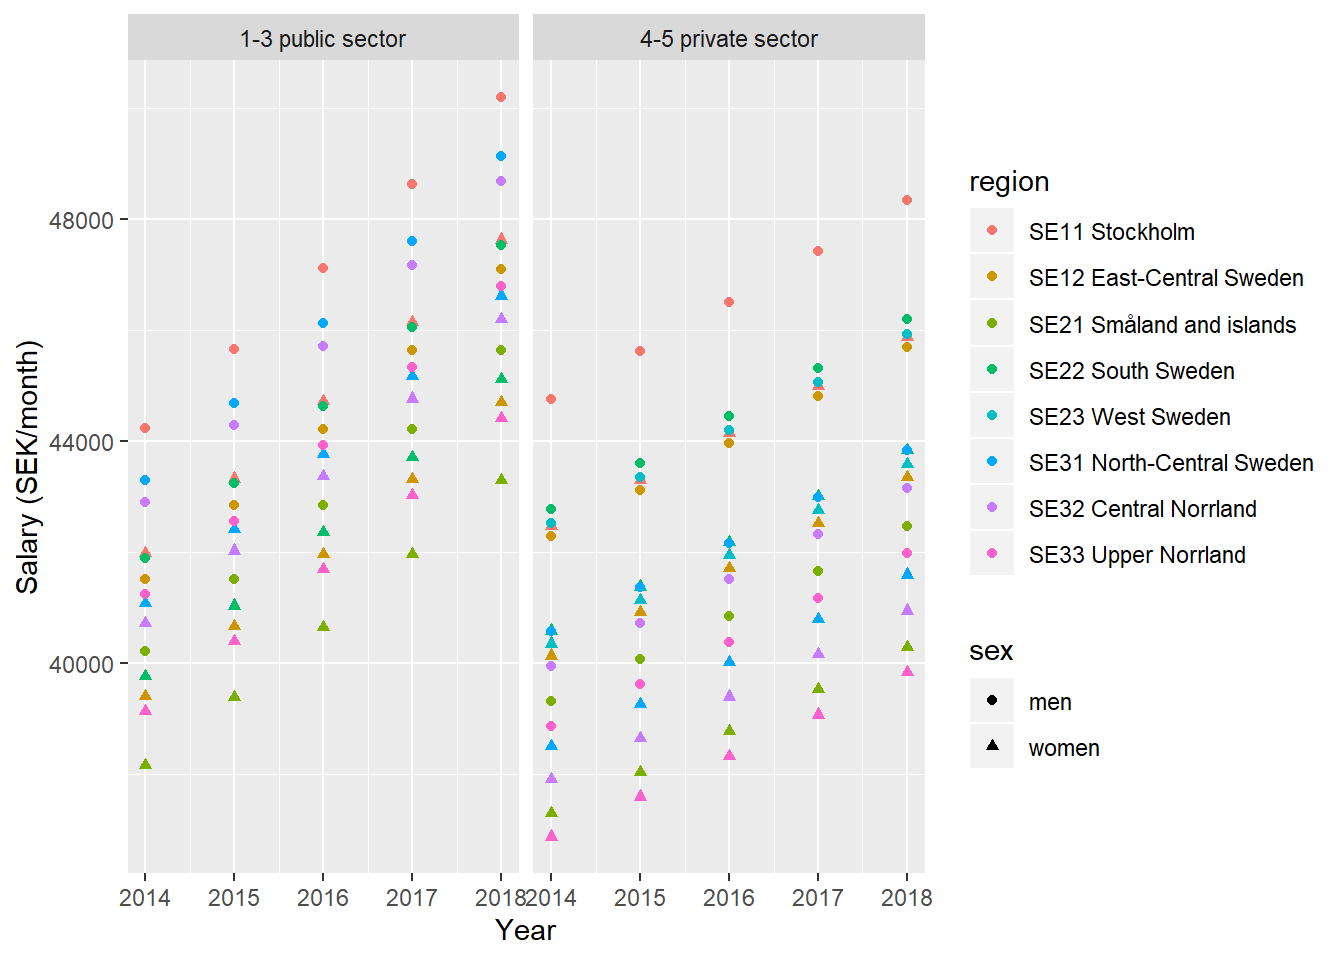 1-3 public sector
4-5 private sector
48000
44000
40000
Salary (SEK/month)
2014 2015 2016 2017 2018
2014 2015 2016 2017 2018
Year
region
SE11 Stockholm
SE12 East-Central Sweden
SE21 Småland and islands
SE22 South Sweden
SE23 West Sweden
SE31 North-Central Sweden
SE32 Central Norrland
SE33 Upper Norrland
sex
men
women